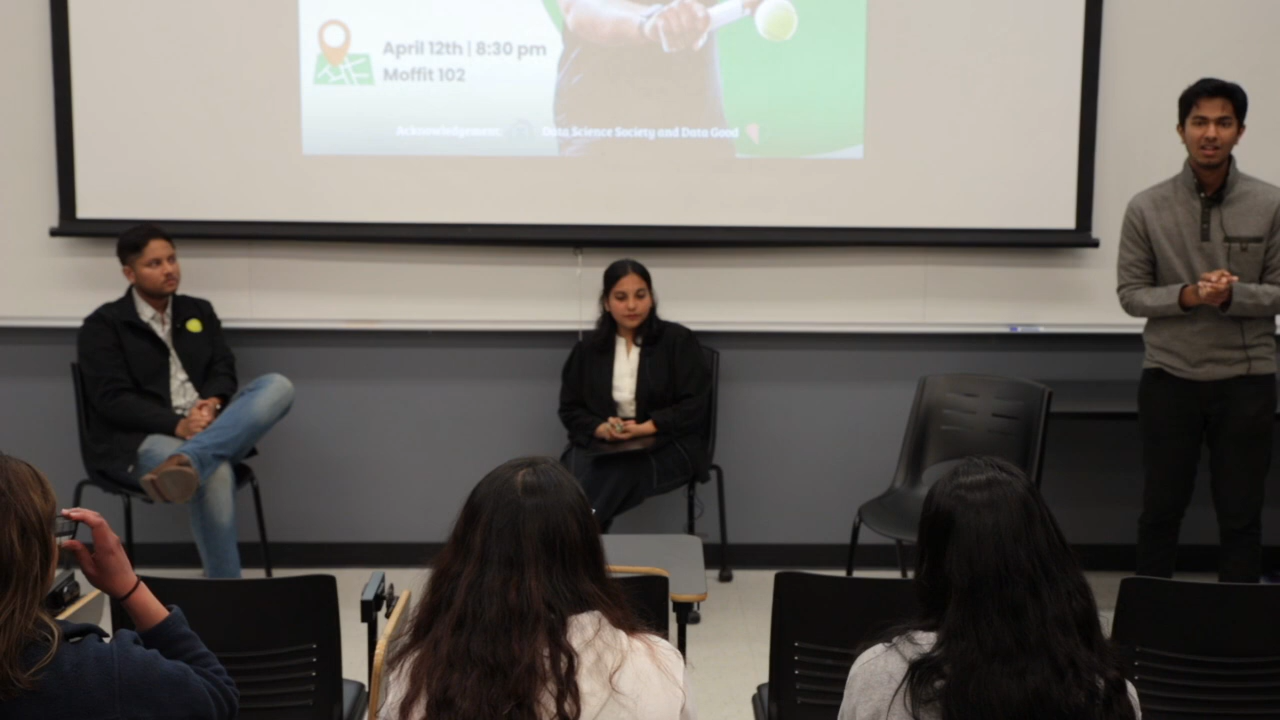 April 12th | 8:30 pm
Moffit 102
Acknowledgement: Data Science Society and Data Good